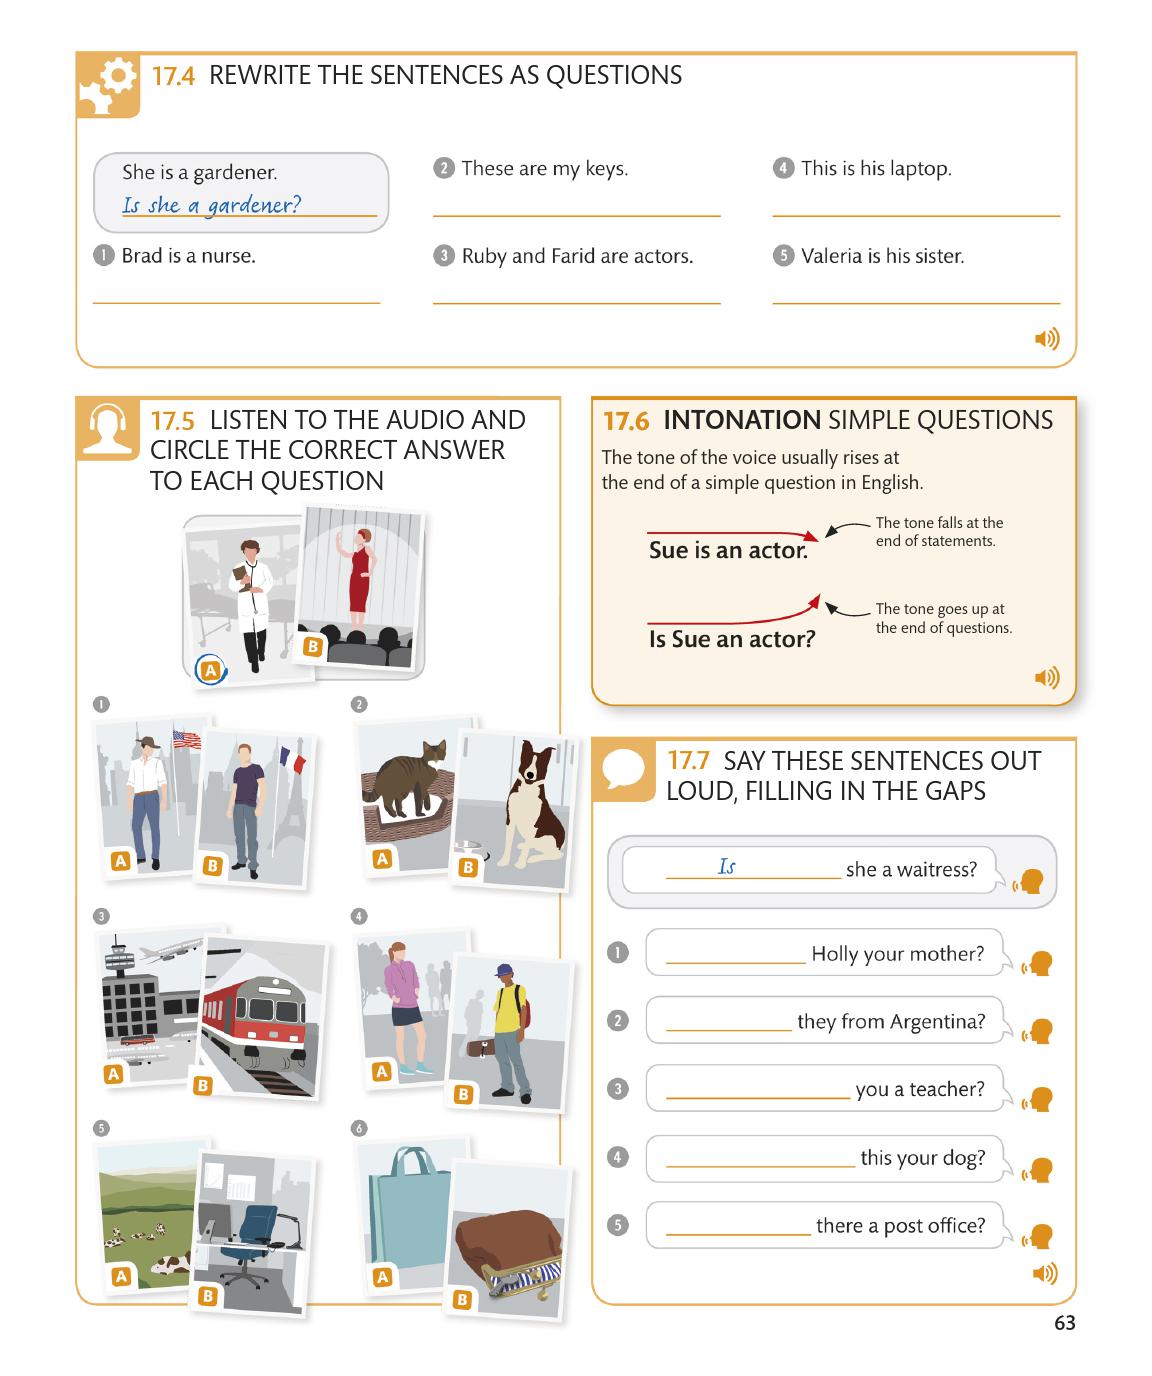 17.4 REWRITE THE SENTENCES AS QUESTIONS
She is a gardener.
Is she a gardener?
1 Brad is a nurse.
2 These are my keys.
3 Ruby and Farid are actors.
4 This is his laptop.
5 Valeria is his sister.
17.5 LISTEN TO THE AUDIO AND
CIRCLE THE CORRECT ANSWER
TO EACH QUESTION
A
B
1
A
B
2
A
B
3
A
B
4
A
B
5
A
B
6
A
B
17.6 INTONATION SIMPLE QUESTIONS
The tone of the voice usually rises at
the end of a simple question in English.
Sue is an actor.
The tone falls at the
end of statements.
Is Sue an actor?
The tone goes up at
the end of questions.
17.7 SAY THESE SENTENCES OUT
LOUD, FILLING IN THE GAPS
Is she a waitress?
1 Holly your mother?
2 they from Argentina?
3 you a teacher?
4 this your dog?
5 there a post office?
63